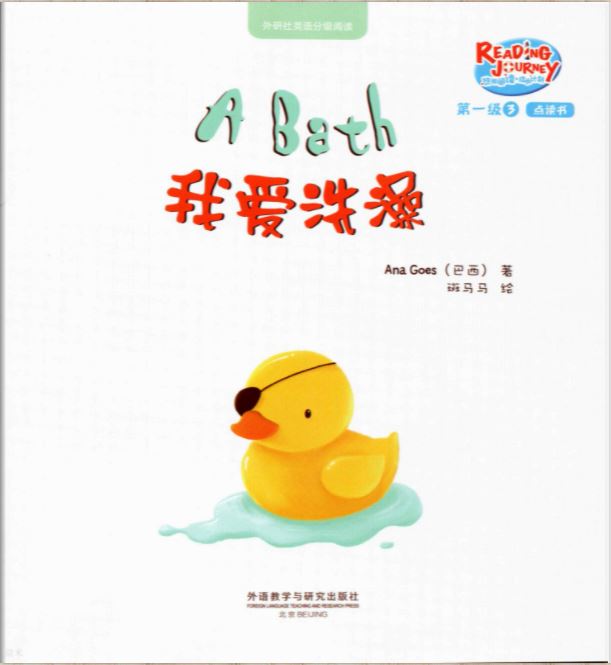 外研社英语分级阅读
READING
JOURNEY
第一级 3 点读书
A Bath
我爱洗澡
Ana Goes（巴西） 著
斑马马 绘
外语教学与研究出版社
FOREIGN LANGUAGE TEACHING AND RESEARCH PRESS
北京 BEIJING